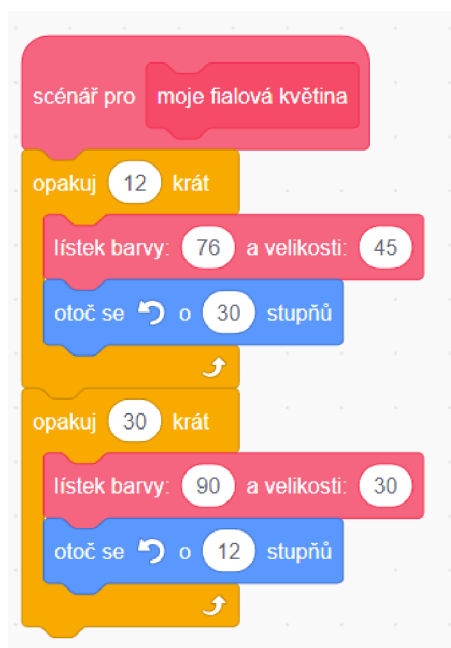 scénář pro moje fialová květina
opakuj 12 krát
lístek barvy: 76 a velikosti: 45
otoč se o 30 stupňů
opakuj 30 krát
lístek barvy: 90 a velikosti: 30
otoč se o 12 stupňů